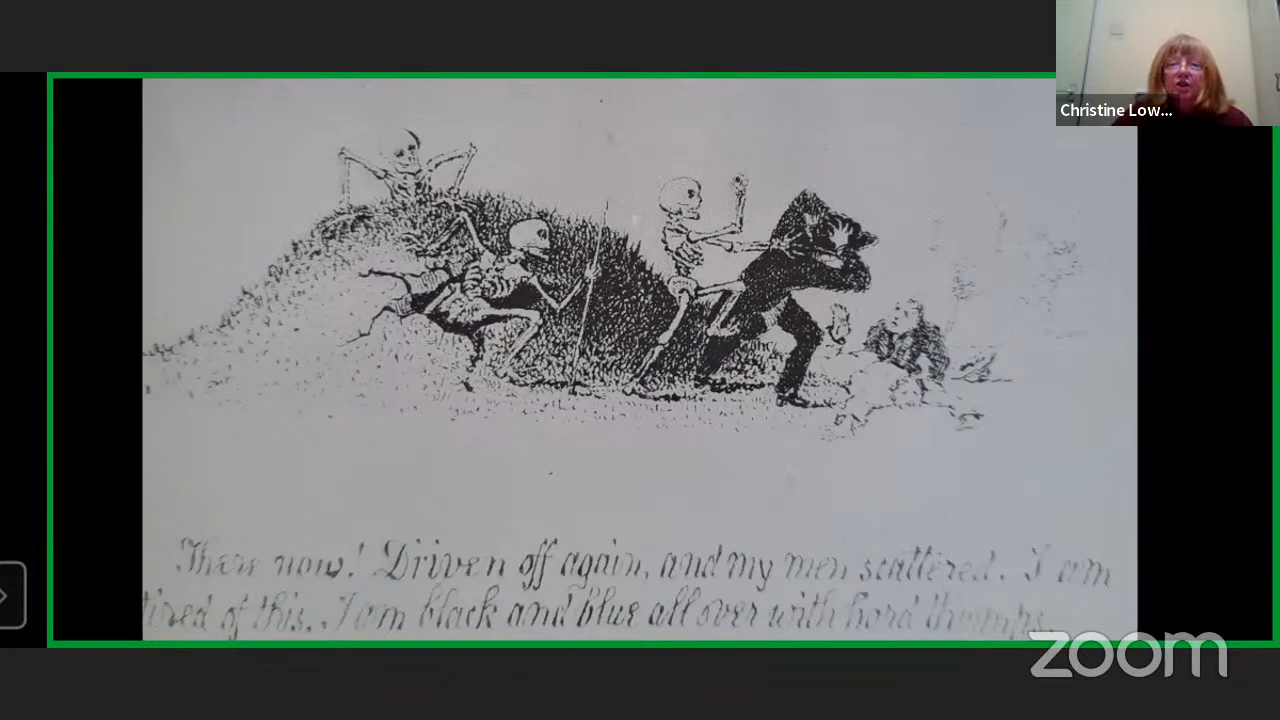 Christine Low...
There now! Driven off again, and my men scattered. I am
tired of this. I am black and blue all over with hard thumps.
zoom